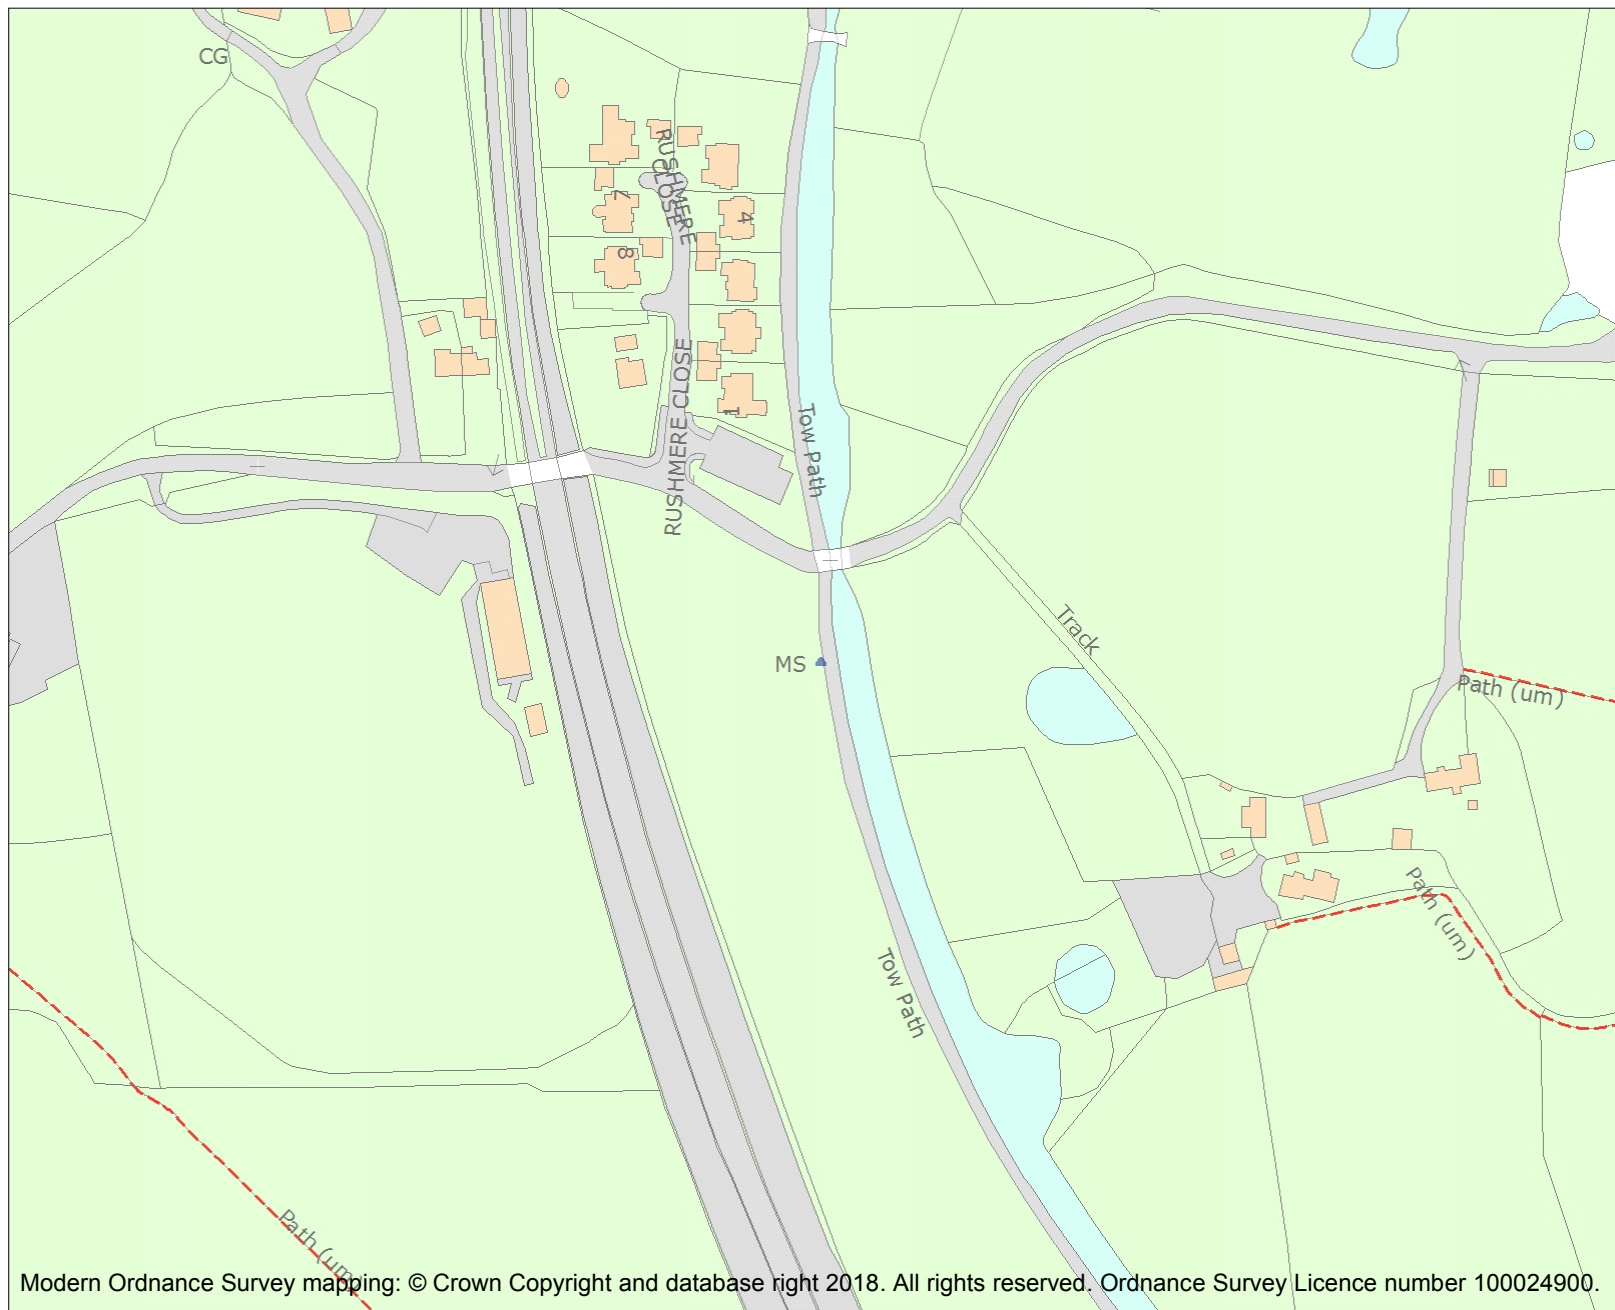 CG
RUSHMERE
CLOSE
7
4
8
RUSHMERE CLOSE
1
Tow Path
Track
MS
Path (um)
Path (um)
Tow Path
Path (um)
Modern Ordnance Survey mapping: © Crown Copyright and database right 2018. All rights reserved. Ordnance Survey Licence number 100024900.